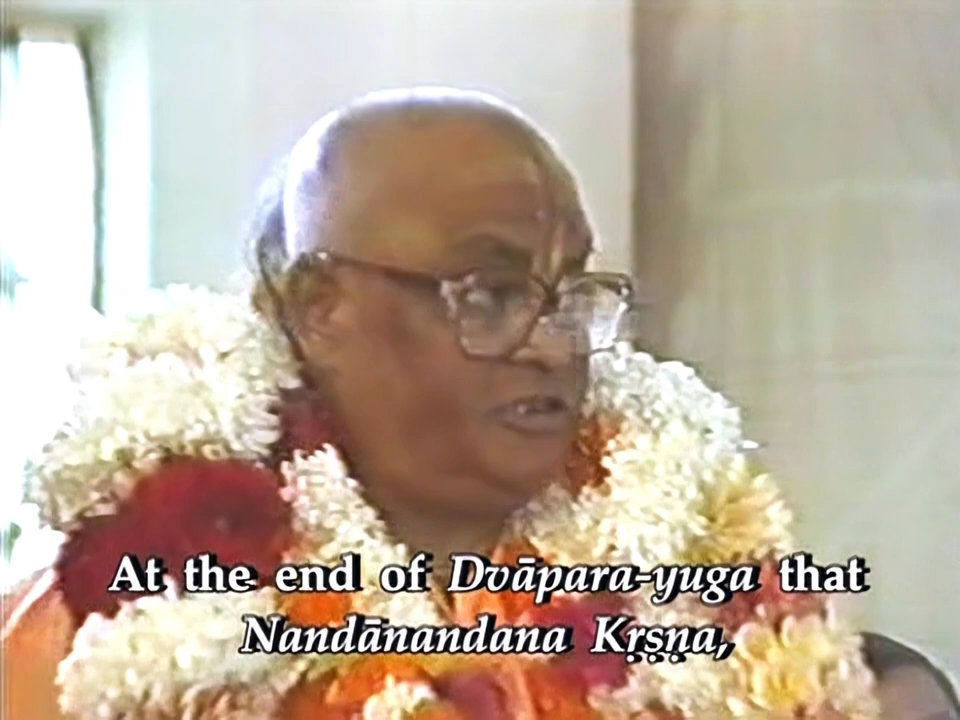 At the end of Dvāpara-yuga that
Nandānandana Kṛṣṇa,